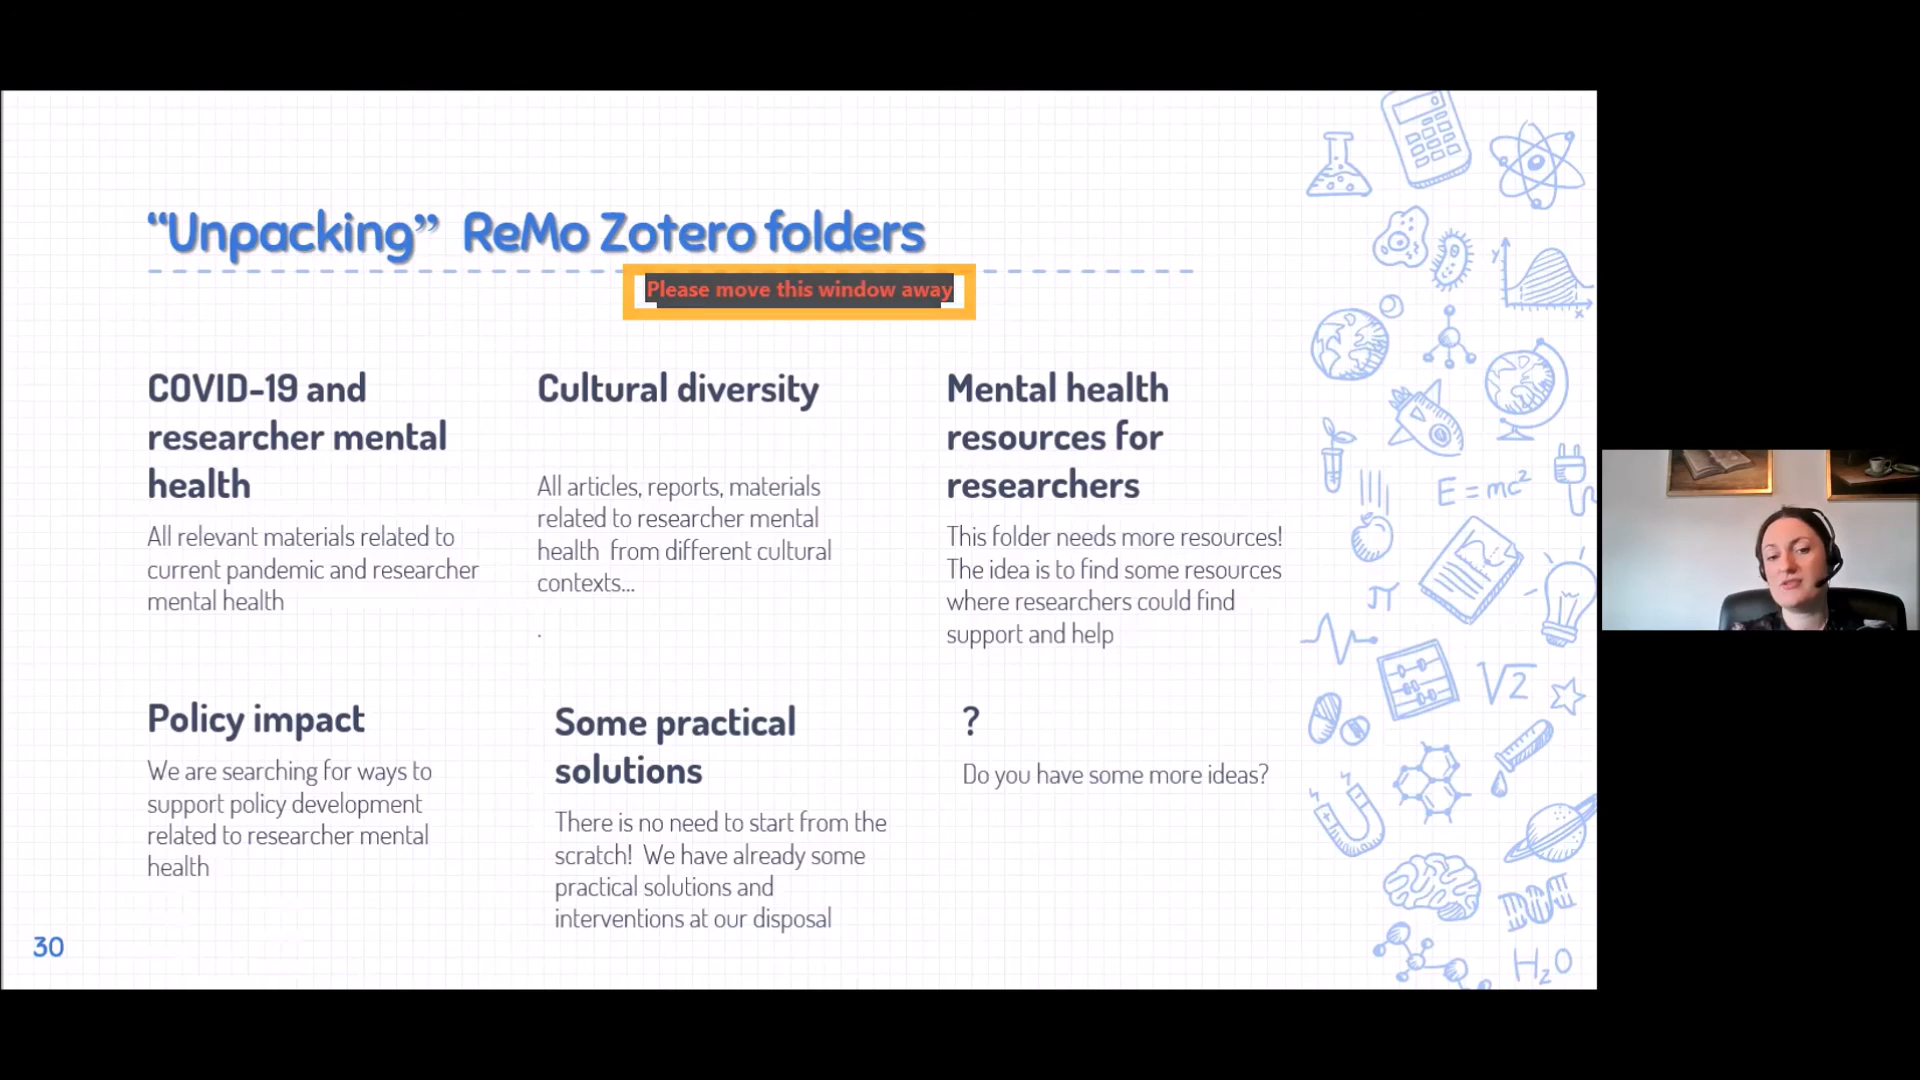 “Unpacking” ReMo Zotero folders
Please move this window away
COVID-19 and
researcher mental
health
All relevant materials related to
current pandemic and researcher
mental health
Cultural diversity
All articles, reports, materials
related to researcher mental
health from different cultural
contexts...
.
Mental health
resources for
researchers
This folder needs more resources!
The idea is to find some resources
where researchers could find
support and help
Policy impact
We are searching for ways to
support policy development
related to researcher mental
health
Some practical
solutions
There is no need to start from the
scratch! We have already some
practical solutions and
interventions at our disposal
?
Do you have some more ideas?
30
y
x
E=mc²
π
√2
H₂O